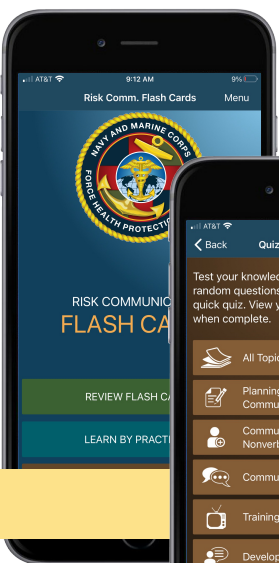 AT&T 9:12 AM 9%
Risk Comm. Flash Cards Menu
NAVY AND MARINE CORPS
FORCE HEALTH PROTECTI
RISK COMMUNIC
FLASH CA
REVIEW FLASH CA
LEARN BY PRACTI
AT&T
Back Quiz
Test your knowled
random questions
quick quiz. View y
when complete.
All Topic
Planning
Commu
Commu
Nonverb
Commu
Training
Develop